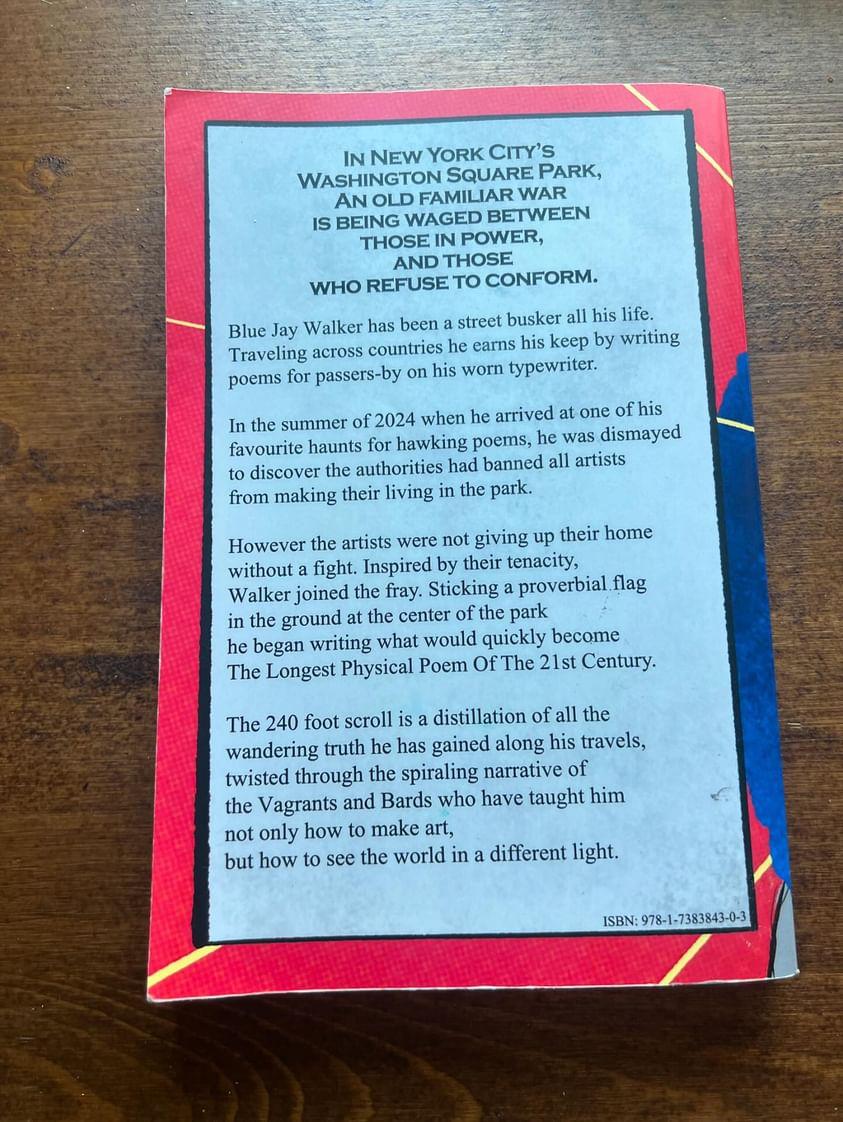 IN NEW YORK CITY'S
WASHINGTON SQUARE PARK,
AN OLD FAMILIAR WAR
IS BEING WAGED BETWEEN
THOSE IN POWER,
AND THOSE
WHO REFUSE TO CONFORM.
Blue Jay Walker has been a street busker all his life.
Traveling across countries he earns his keep by writing
poems for passers-by on his worn typewriter.
In the summer of 2024 when he arrived at one of his
favourite haunts for hawking poems, he was dismayed
to discover the authorities had banned all artists
from making their living in the park.
However the artists were not giving up their home
without a fight. Inspired by their tenacity,
Walker joined the fray. Sticking a proverbial flag
in the ground at the center of the park
he began writing what would quickly become
The Longest Physical Poem Of The 21st Century.
The 240 foot scroll is a distillation of all the
wandering truth he has gained along his travels,
twisted through the spiraling narrative of
the Vagrants and Bards who have taught him
not only how to make art,
but how to see the world in a different light.
ISBN: 978-1-7383843-0-3